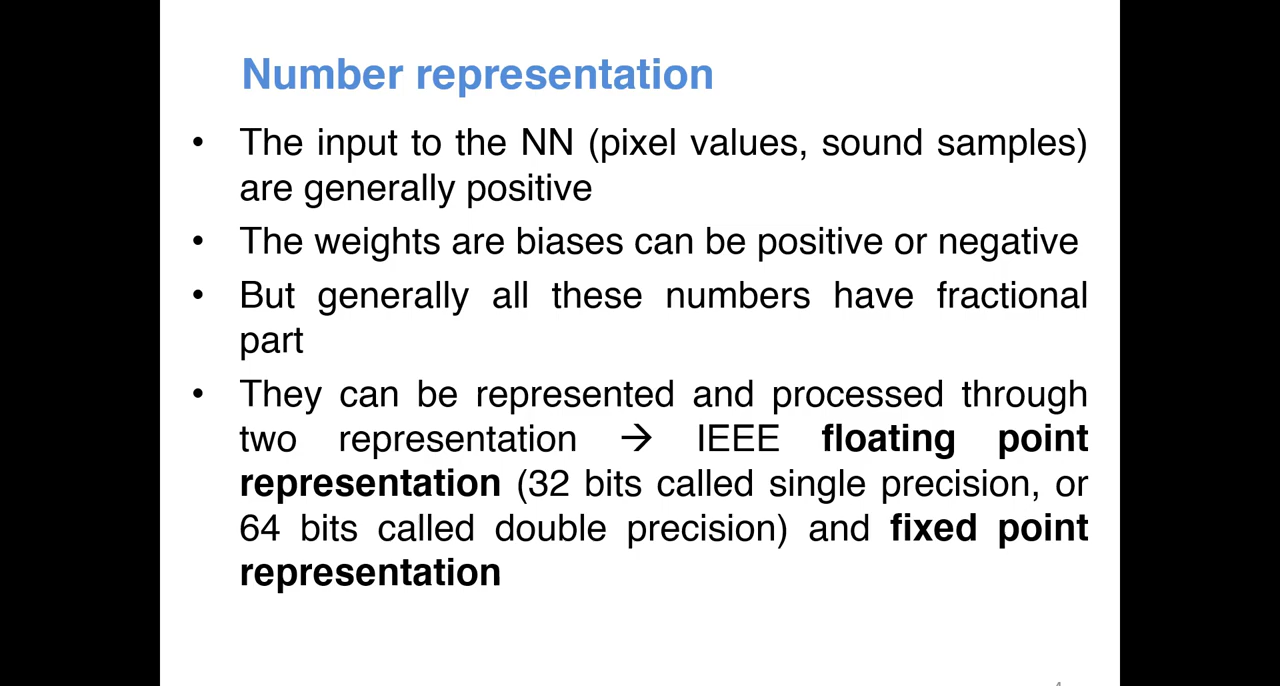 Number representation
• The input to the NN (pixel values, sound samples)
are generally positive
• The weights are biases can be positive or negative
• But generally all these numbers have fractional
part
• They can be represented and processed through
two representation → IEEE floating point
representation (32 bits called single precision, or
64 bits called double precision) and fixed point
representation